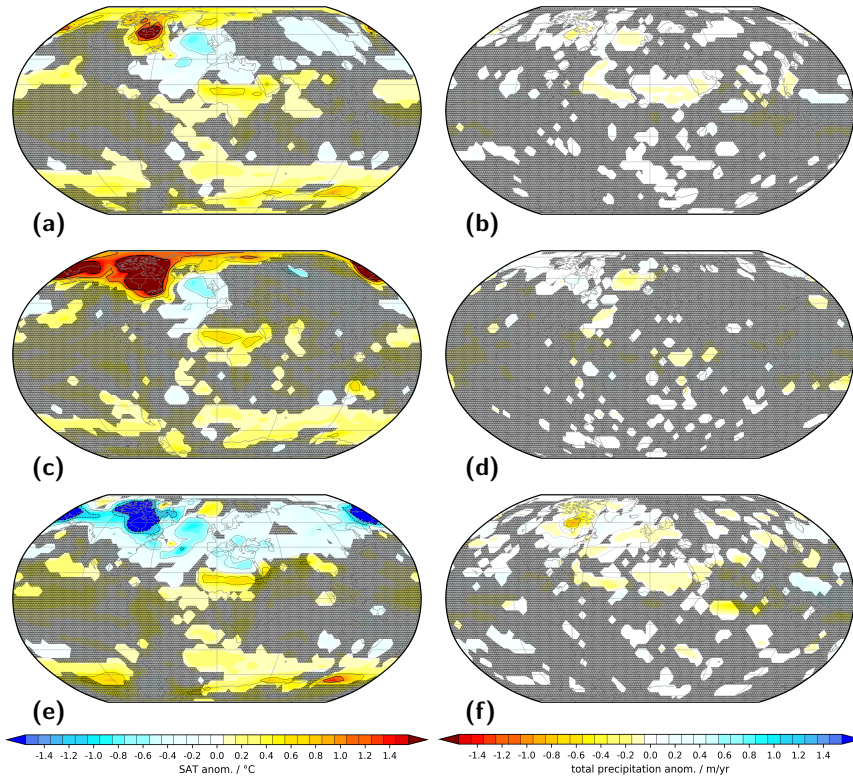 (a)
(b)
(c)
(d)
(e)
(f)
-1.4 -1.0 -0.8 -0.6 -0.4 -0.2 0.0 0.2 0.4 0.6 0.8 1.0 1.2 1.4
SAT anom. / °C
-1.4 -1.2 -1.0 -0.8 -0.6 -0.4 -0.2 0.0 0.2 0.4 0.6 0.8 1.0 1.2 1.4
total precipitation anom. / m/yr